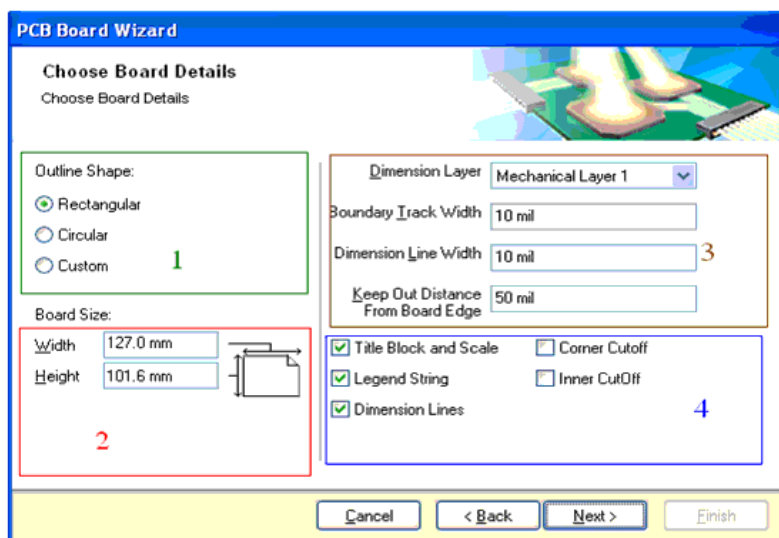 PCB Board Wizard
Choose Board Details
Choose Board Details
Outline Shape:
Rectangular
Circular
Custom
1
Board Size:
Width 127.0 mm
Height 101.6 mm
2
Dimension Layer Mechanical Layer 1
Boundary Track Width 10 mil
Dimension Line Width 10 mil
Keep Out Distance
From Board Edge 50 mil
3
Title Block and Scale Corner Cutoff
Legend String Inner CutOff
Dimension Lines
4
Cancel < Back Next > Finish